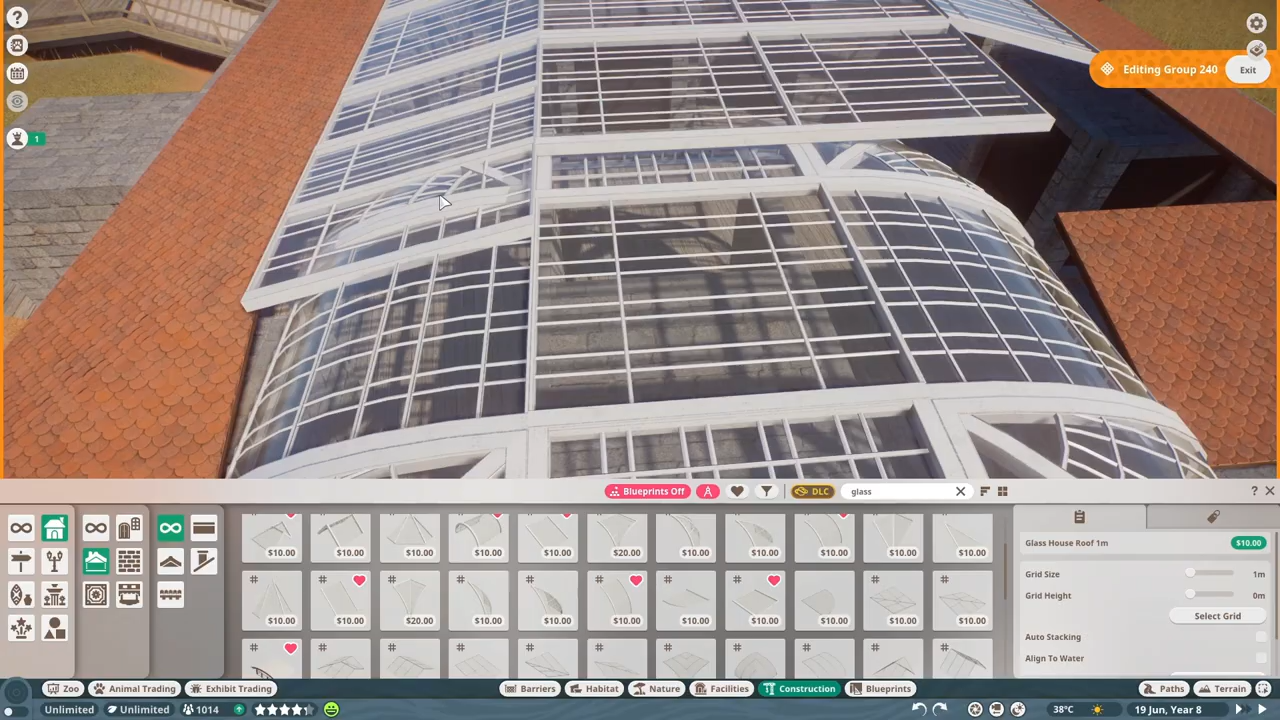 ?
Editing Group 240
Exit
1
Blueprints Off
DLC
glass
?
$10.00 $10.00 $10.00 $10.00 $10.00 $20.00 $10.00 $10.00 $10.00 $10.00 $10.00
$10.00 $10.00 $20.00 $10.00 $10.00 $10.00 $10.00 $10.00 $10.00 $10.00 $10.00
Glass House Roof 1m
$10.00
Grid Size
1m
Grid Height
0m
Select Grid
Auto Stacking
Align To Water
Zoo
Animal Trading
Exhibit Trading
Barriers
Habitat
Nature
Facilities
Construction
Blueprints
Paths
Terrain
Unlimited
Unlimited
1014
38°C
19 Jun, Year 8